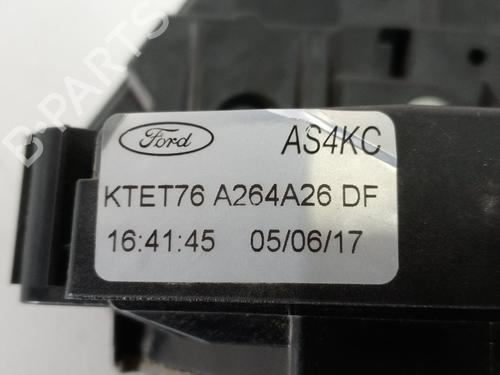 B-PARTS
Ford
AS4KC
KTET76 A264A26 DF
16:41:45 05/06/17